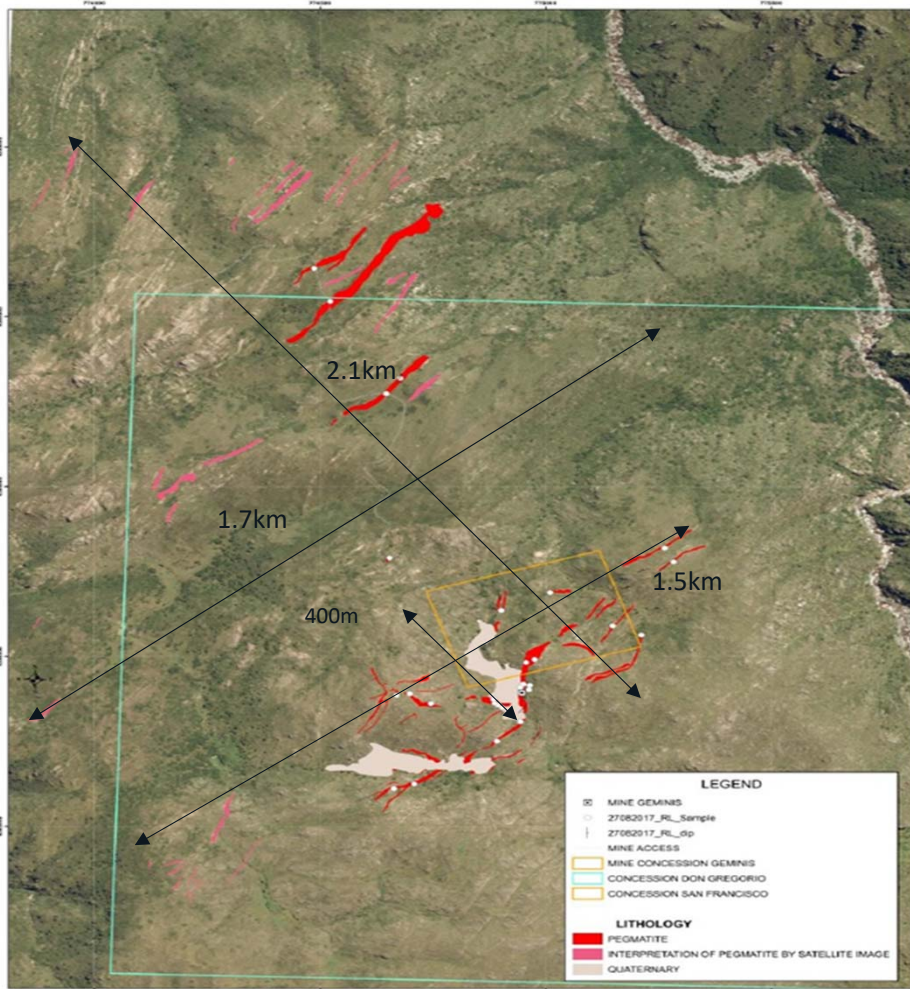 2.1km
1.7km
1.5km
400m
LEGEND
MINE GEMINIS
27082017_RL_Sample
27082017_RL_dip
MINE ACCESS
MINE CONCESSION GEMINIS
CONCESSION DON GREGORIO
CONCESSION SAN FRANCISCO
LITHOLOGY
PEGMATITE
INTERPRETATION OF PEGMATITE BY SATELLITE IMAGE
QUATERNARY